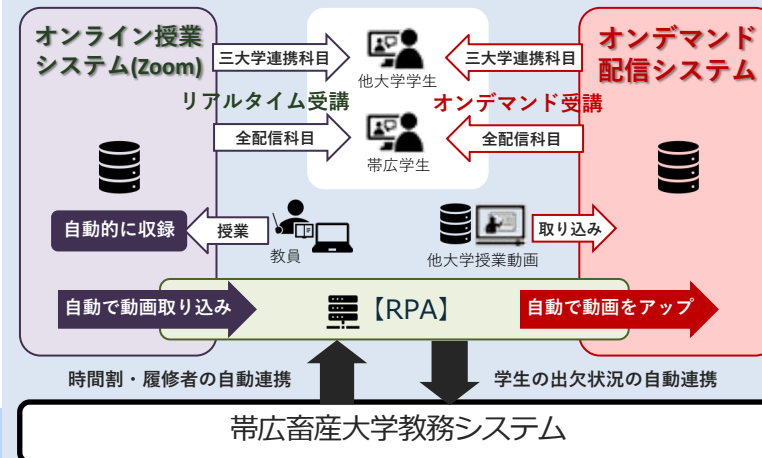 オンライン授業
システム(Zoom)
三大学連携科目
他大学学生
三大学連携科目
オンデマンド
配信システム
リアルタイム受講
オンデマンド受講
全配信科目
帯広学生
全配信科目
自動的に収録
授業
教員
他大学授業動画
取り込み
自動で動画取り込み
【RPA】
自動で動画をアップ
時間割・履修者の自動連携
学生の出欠状況の自動連携
帯広畜産大学教務システム